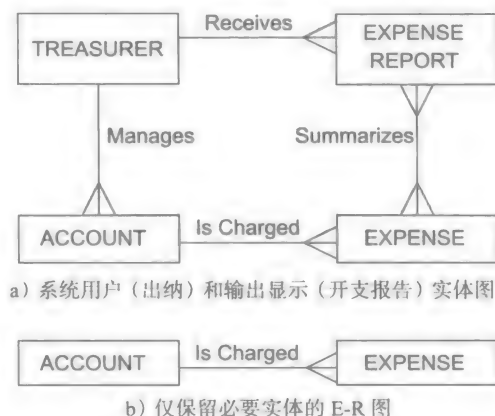 Receives
TREASURER
EXPENSE
REPORT
Manages
Summarizes
Is Charged
ACCOUNT
EXPENSE
a）系统用户（出纳）和输出显示（开支报告）实体图
Is Charged
ACCOUNT
EXPENSE
b）仅保留必要实体的 E-R 图